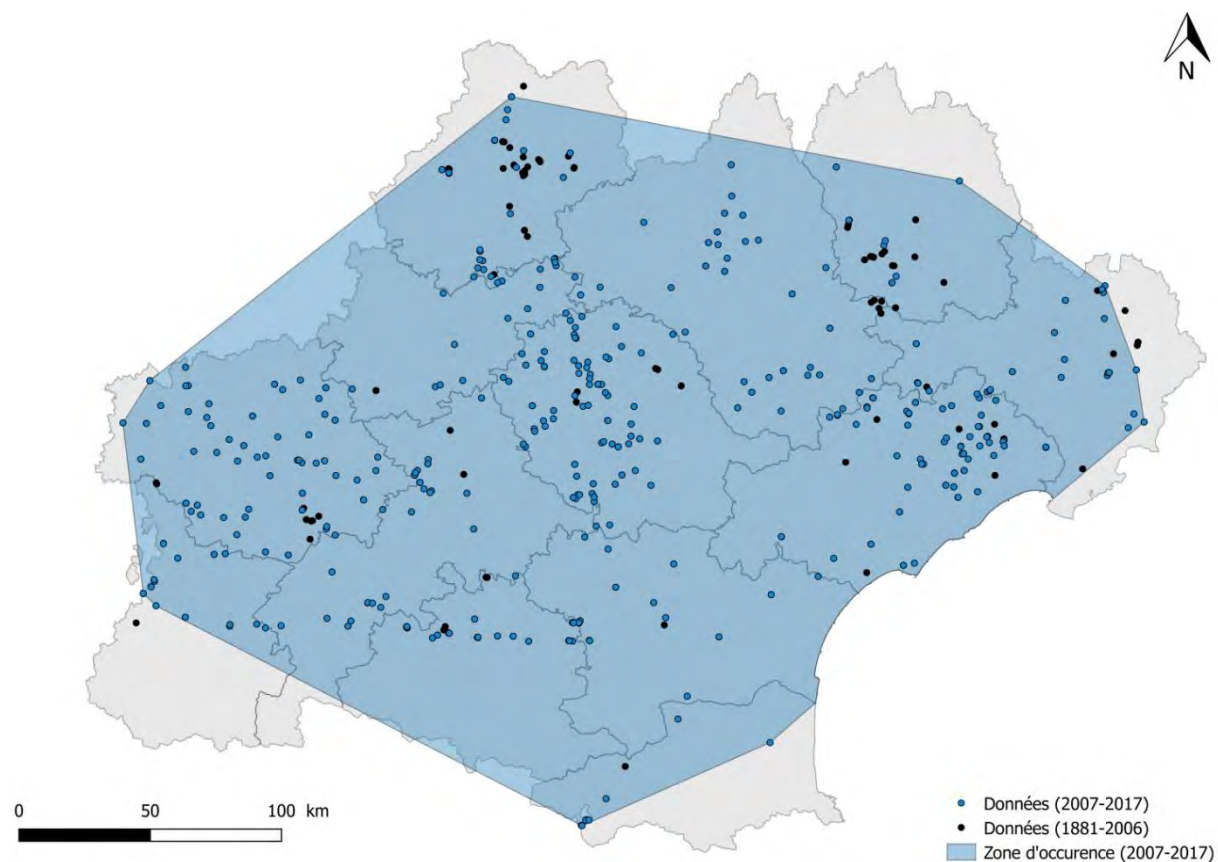 N
0 50 100 km
Données (2007-2017)
Données (1881-2006)
Zone d'occurence (2007-2017)